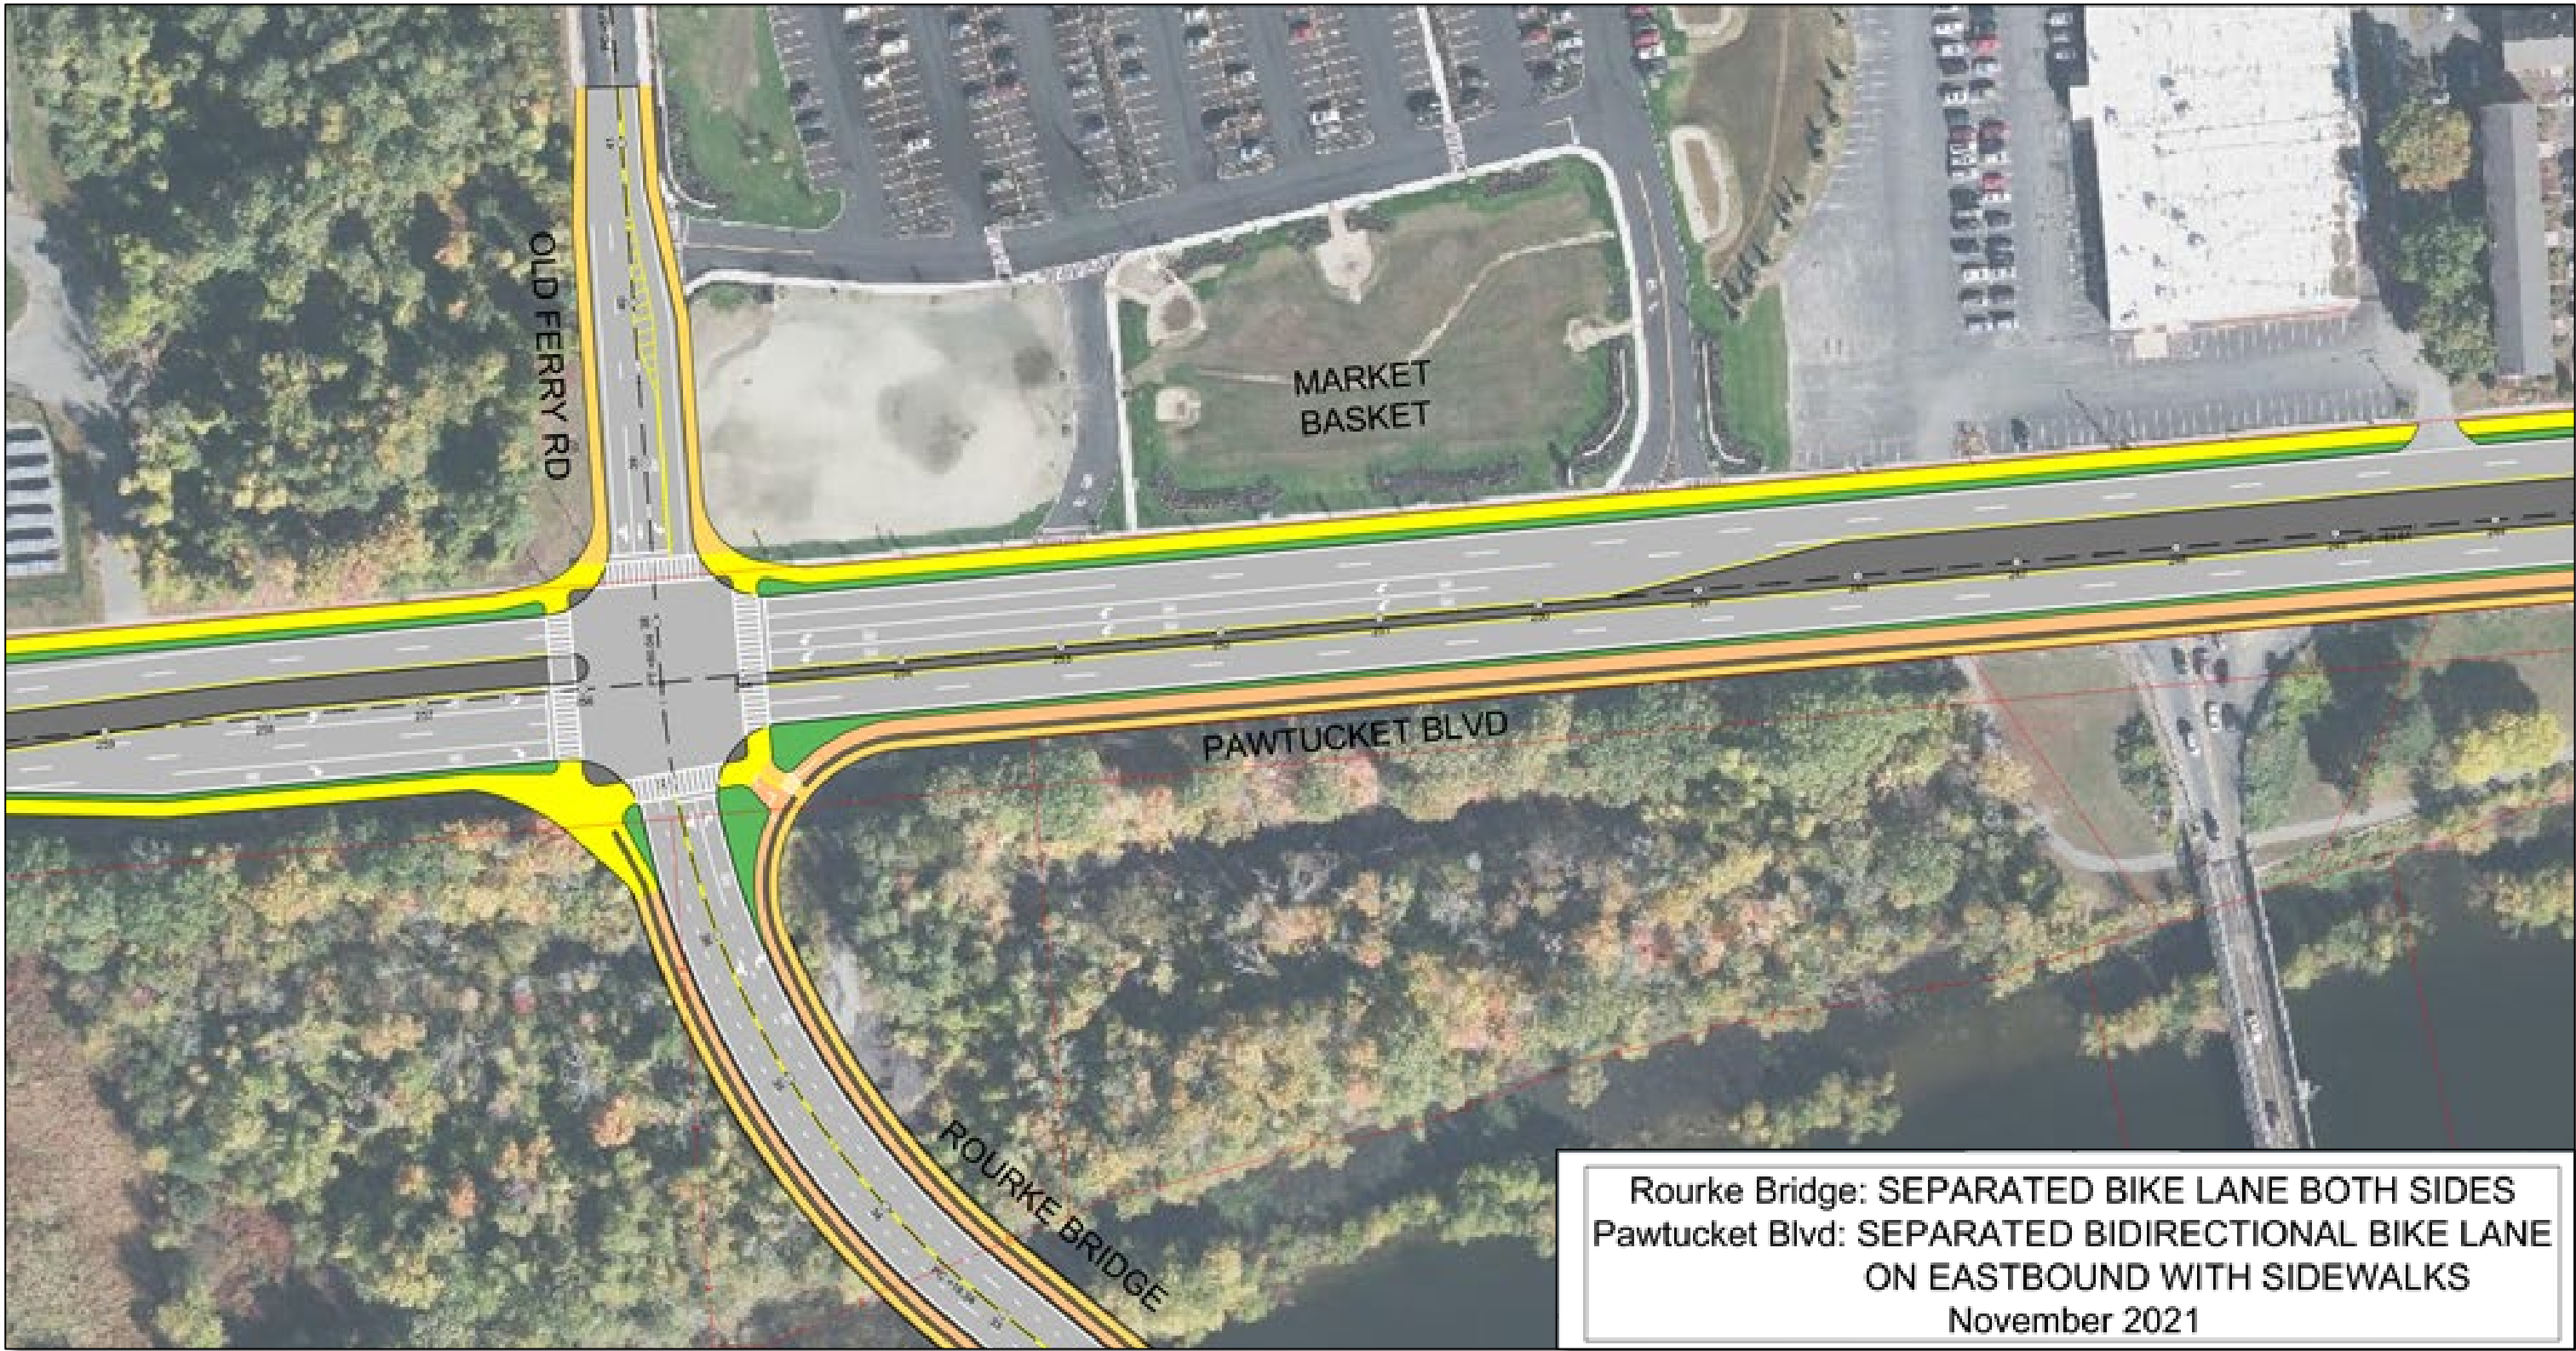 OLD FERRY RD
MARKET
BASKET
PAWTUCKET BLVD
ROURKE BRIDGE
Rourke Bridge: SEPARATED BIKE LANE BOTH SIDES
Pawtucket Blvd: SEPARATED BIDIRECTIONAL BIKE LANE
ON EASTBOUND WITH SIDEWALKS
November 2021